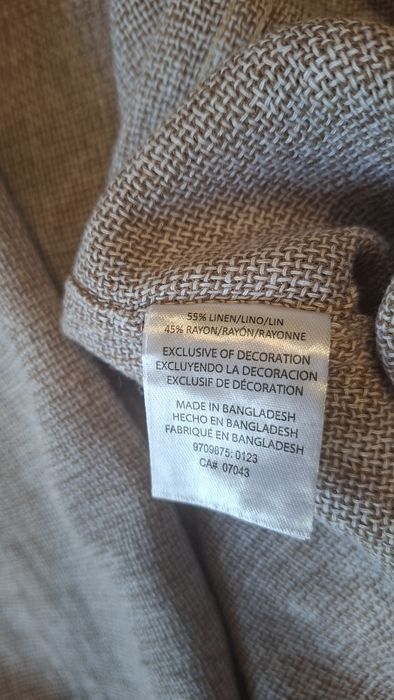 55% LINEN/LINO/LIN
45% RAYON/RAYÓN/RAYONNE
EXCLUSIVE OF DECORATION
EXCLUYENDO LA DECORACION
EXCLUSIF DE DÉCORATION
MADE IN BANGLADESH
HECHO EN BANGLADESH
FABRIQUÉ EN BANGLADESH
9709875: 0123
CA# 07043